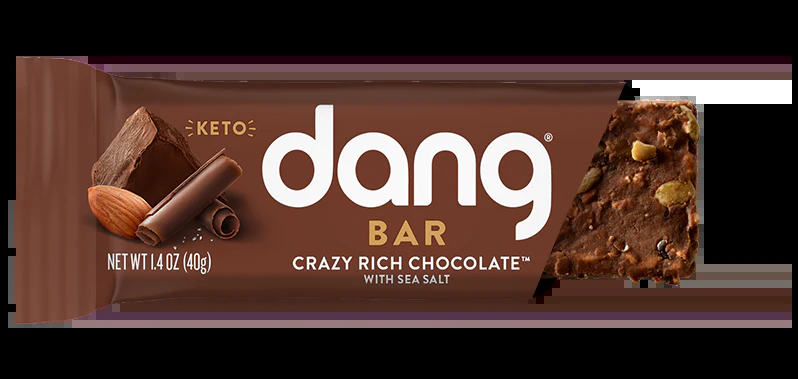 KETO
dang®
BAR
CRAZY RICH CHOCOLATE™
WITH SEA SALT
NET WT 1.4 OZ (40g)